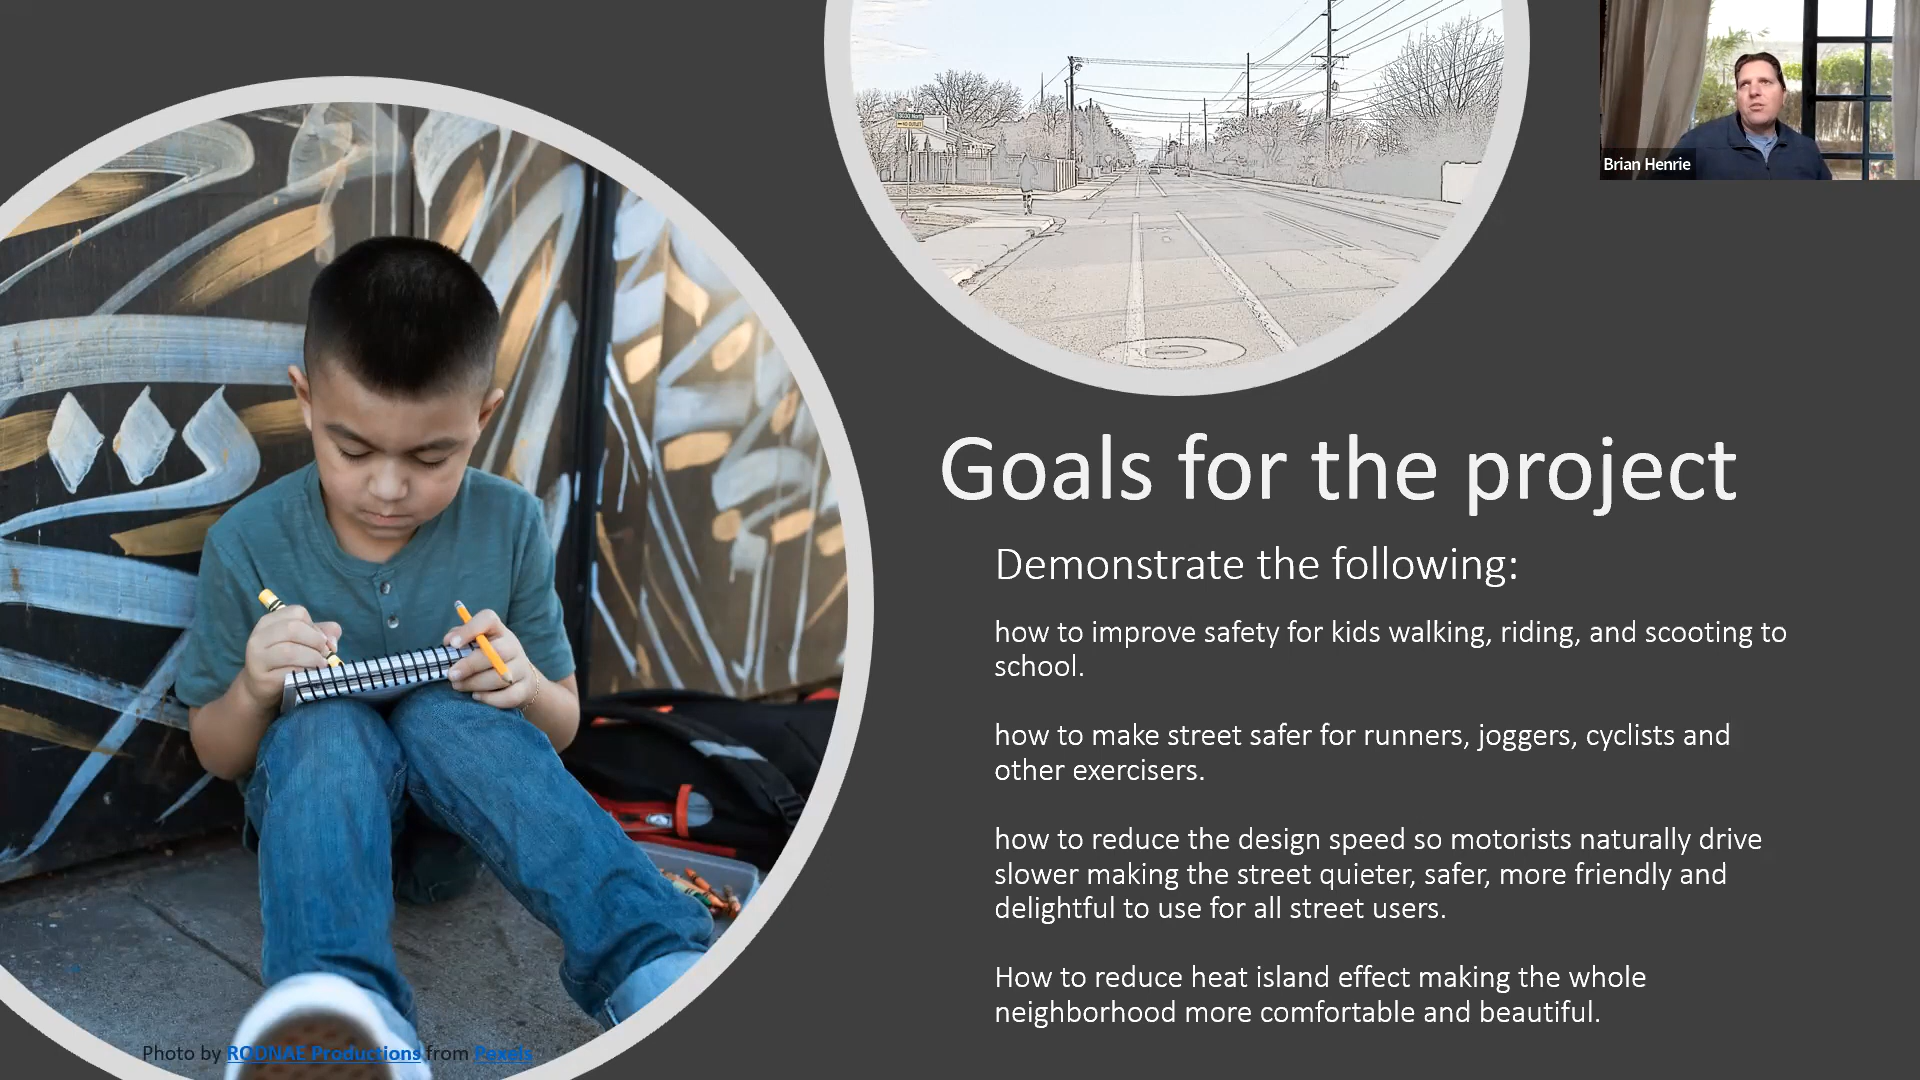 3030 North
Brian Henrie
Goals for the project
Demonstrate the following:
how to improve safety for kids walking, riding, and scooting to
school.
how to make street safer for runners, joggers, cyclists and
other exercisers.
how to reduce the design speed so motorists naturally drive
slower making the street quieter, safer, more friendly and
delightful to use for all street users.
How to reduce heat island effect making the whole
neighborhood more comfortable and beautiful.
Photo by RODNAE Productions from Pexels